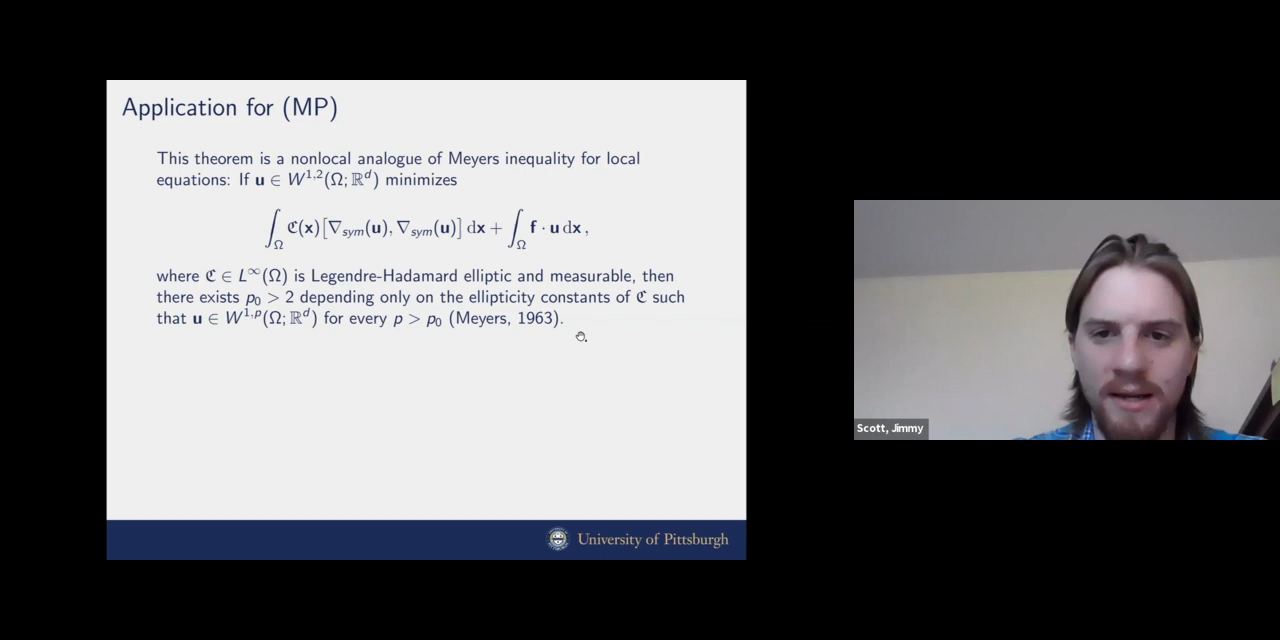 Application for (MP)
This theorem is a nonlocal analogue of Meyers inequality for local
equations: If u ∈ W^{1,2}(Ω; ℝ^d) minimizes
∫_Ω ℭ(x)[∇_{sym}(u), ∇_{sym}(u)] dx + ∫_Ω f · u dx ,
where ℭ ∈ L^∞(Ω) is Legendre-Hadamard elliptic and measurable, then
there exists p_0 > 2 depending only on the ellipticity constants of ℭ such
that u ∈ W^{1,p}(Ω; ℝ^d) for every p > p_0 (Meyers, 1963).
University of Pittsburgh
Scott, Jimmy